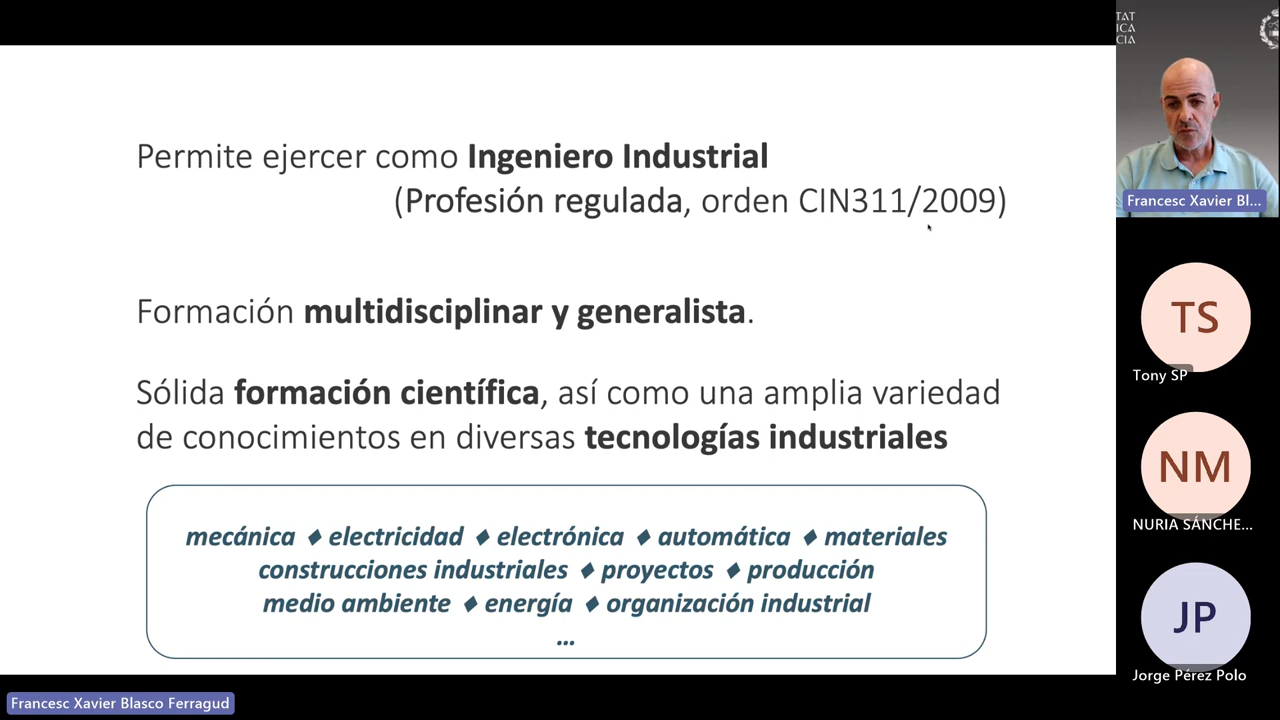 Permite ejercer como Ingeniero Industrial
(Profesión regulada, orden CIN311/2009)
Formación multidisciplinar y generalista.
Sólida formación científica, así como una amplia variedad
de conocimientos en diversas tecnologías industriales
mecánica ♦ electricidad ♦ electrónica ♦ automática ♦ materiales
construcciones industriales ♦ proyectos ♦ producción
medio ambiente ♦ energía ♦ organización industrial
...
Francesc Xavier Blasco Ferragud
TAT
ICA
CIA
Francesc Xavier Bl...
TS
Tony SP
NM
NURIA SÁNCHE...
JP
Jorge Pérez Polo